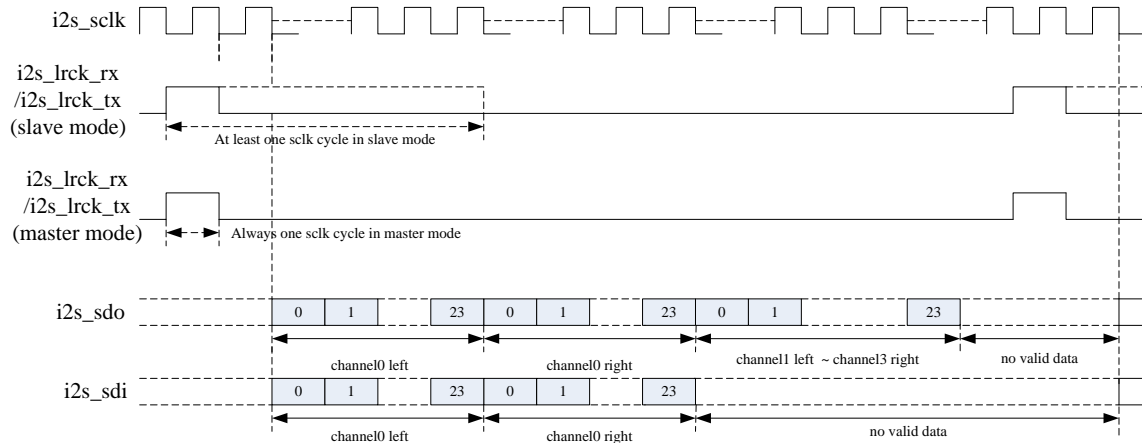 i2s_sclk
i2s_lrck_rx
/i2s_lrck_tx
(slave mode)
At least one sclk cycle in slave mode
i2s_lrck_rx
/i2s_lrck_tx
(master mode)
Always one sclk cycle in master mode
i2s_sdo
0 1 23 0 1 23 0 1 23
channel0 left channel0 right channel1 left ~ channel3 right no valid data
i2s_sdi
0 1 23 0 1 23
channel0 left channel0 right no valid data